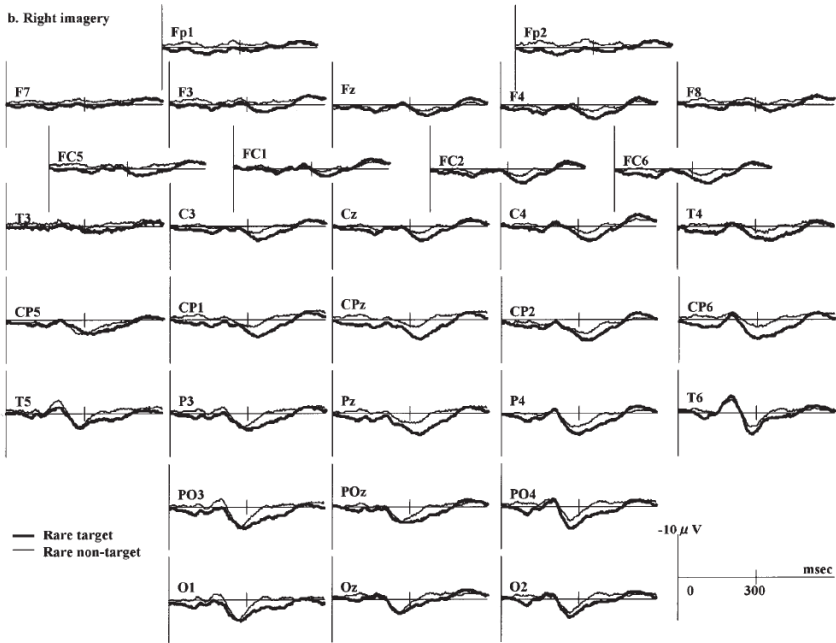 b. Right imagery
Fp1 Fp2
F7 F3 Fz F4 F8
FC5 FC1 FC2 FC6
T3 C3 Cz C4 T4
CP5 CP1 CPz CP2 CP6
T5 P3 Pz P4 T6
PO3 POz PO4
Rare target
Rare non-target
-10 μ V
msec
0 300
O1 Oz O2